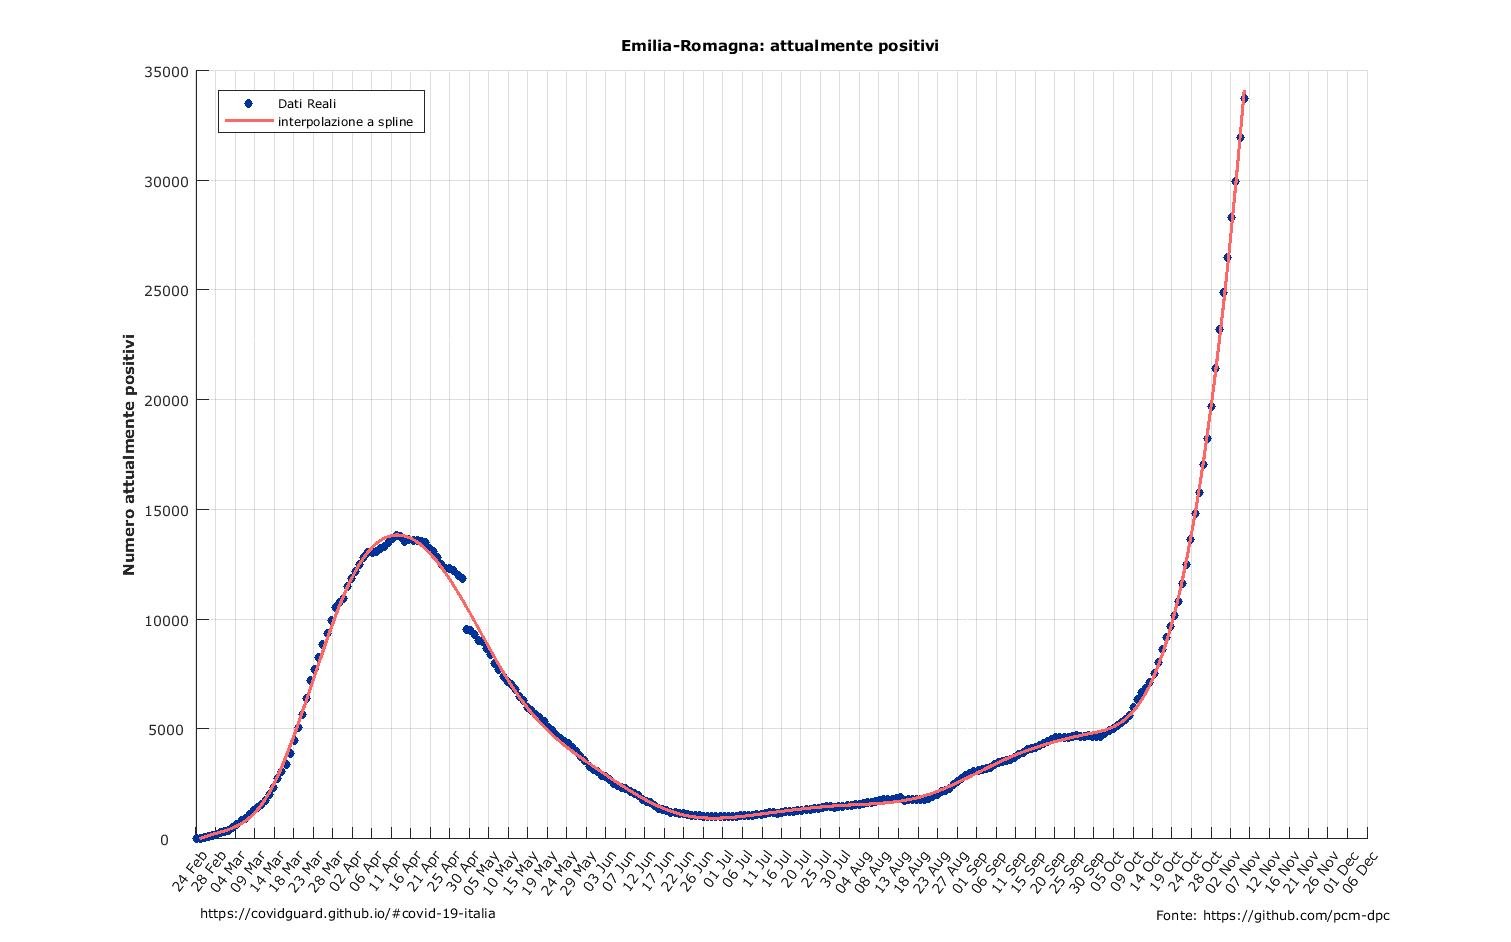 Emilia-Romagna: attualmente positivi
35000
30000
25000
20000
15000
10000
5000
0
Numero attualmente positivi
Dati Reali
interpolazione a spline
24 Feb
28 Feb
04 Mar
09 Mar
14 Mar
18 Mar
23 Mar
28 Mar
02 Apr
06 Apr
11 Apr
16 Apr
21 Apr
25 Apr
30 Apr
05 May
10 May
15 May
19 May
24 May
29 May
03 Jun
07 Jun
12 Jun
17 Jun
22 Jun
26 Jun
01 Jul
06 Jul
11 Jul
16 Jul
20 Jul
25 Jul
30 Jul
04 Aug
08 Aug
13 Aug
18 Aug
23 Aug
27 Aug
01 Sep
06 Sep
11 Sep
15 Sep
20 Sep
25 Sep
30 Sep
05 Oct
09 Oct
14 Oct
19 Oct
24 Oct
28 Oct
02 Nov
07 Nov
12 Nov
16 Nov
21 Nov
26 Nov
01 Dec
06 Dec
https://covidguard.github.io/#covid-19-italia
Fonte: https://github.com/pcm-dpc